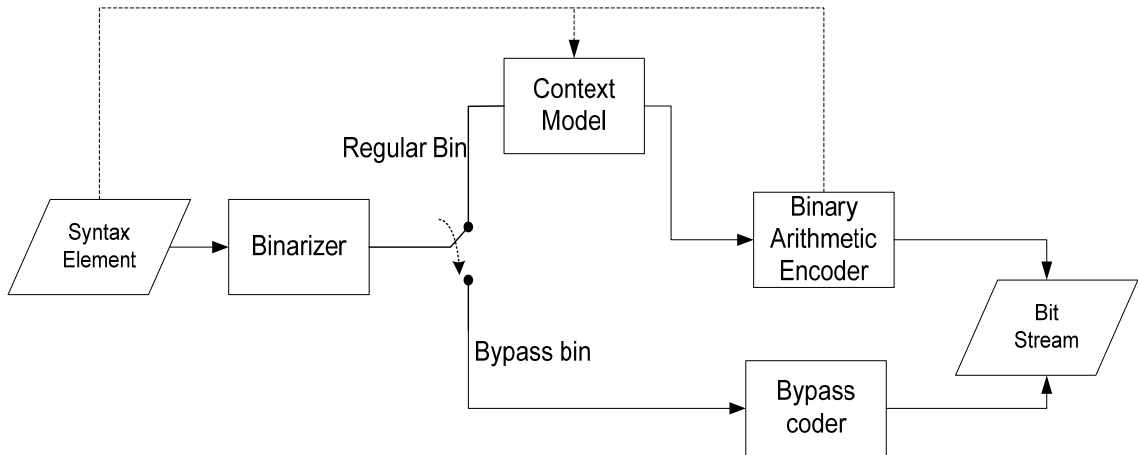 Context
Model
Regular Bin
Syntax
Element
Binarizer
Binary
Arithmetic
Encoder
Bit
Stream
Bypass bin
Bypass
coder